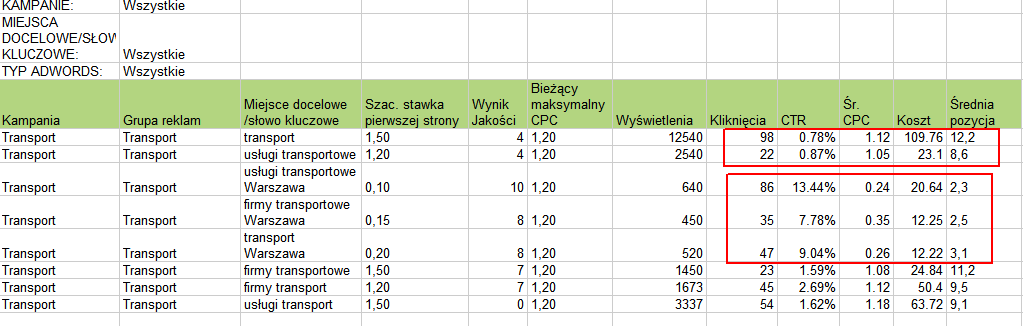 KAMPANIE: Wszystkie
MIEJSCA
DOCELOWE/SŁOW
KLUCZOWE: Wszystkie
TYP ADWORDS: Wszystkie
Kampania Grupa reklam Miejsce docelowe /słowo kluczowe Szac. stawka pierwszej strony Wynik Jakości Bieżący maksymalny CPC Wyświetlenia Kliknięcia CTR Śr. CPC Koszt Średnia pozycja
Transport Transport transport 1,50 4 1,20 12540 98 0.78% 1.12 109.76 12,2
Transport Transport usługi transportowe 1,20 4 1,20 2540 22 0.87% 1.05 23.1 8,6
Transport Transport usługi transportowe Warszawa 0,10 10 1,20 640 86 13.44% 0.24 20.64 2,3
Transport Transport firmy transportowe Warszawa 0,15 8 1,20 450 35 7.78% 0.35 12.25 2,5
Transport Transport transport Warszawa 0,20 8 1,20 520 47 9.04% 0.26 12.22 3,1
Transport Transport firmy transportowe 1,50 7 1,20 1450 23 1.59% 1.08 24.84 11,2
Transport Transport firmy transport 1,20 7 1,20 1673 45 2.69% 1.12 50.4 9,5
Transport Transport usługi transport 1,50 0 1,20 3337 54 1.62% 1.18 63.72 9,1